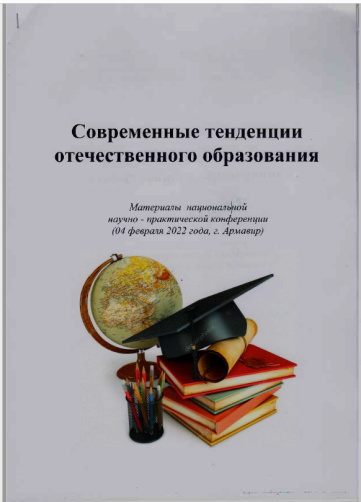 Современные тенденции
отечественного образования
Материалы национальной
научно - практической конференции
(04 февраля 2022 года, г. Армавир)